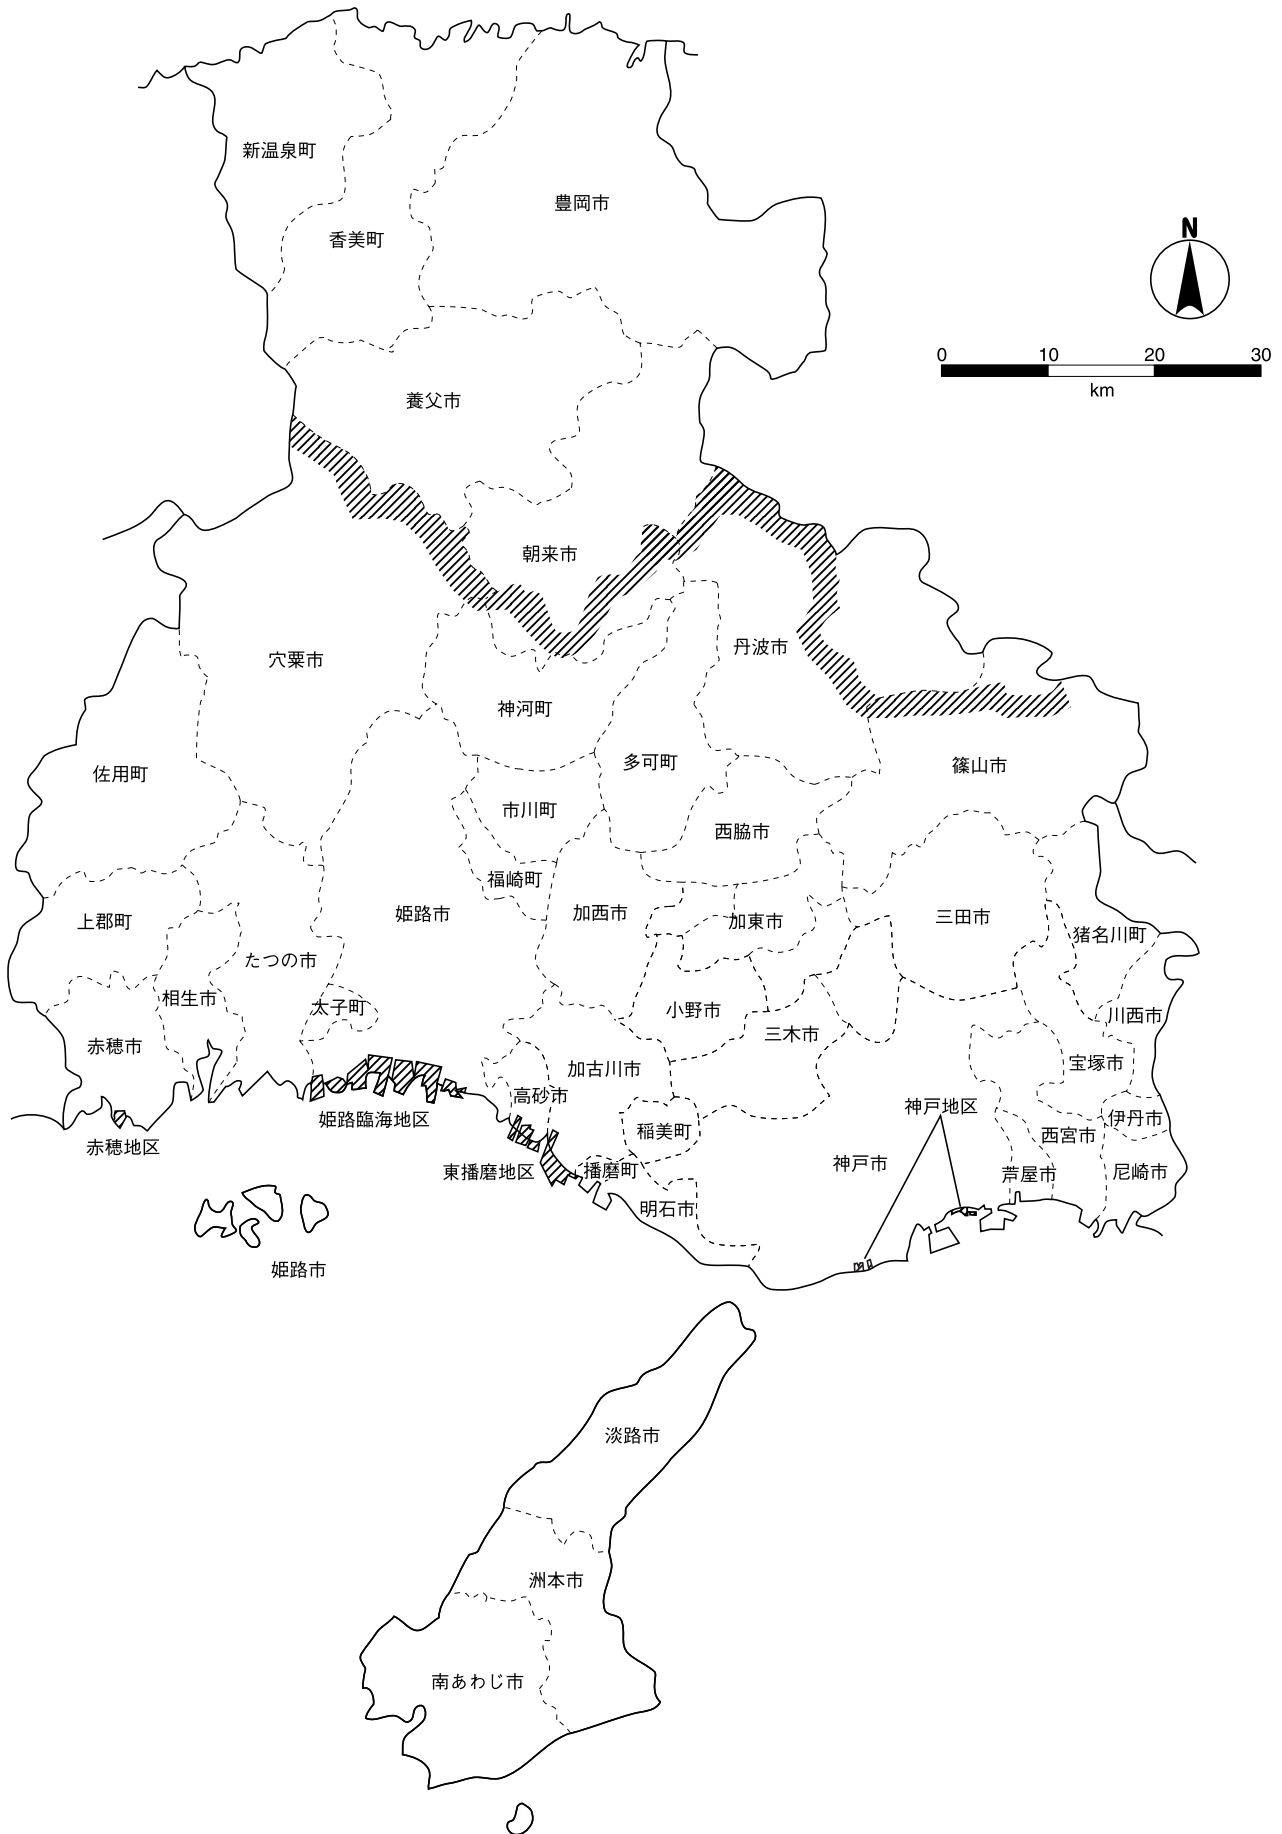 新温泉町
豊岡市
香美町
N
0 10 20 30
km
養父市
朝来市
丹波市
穴粟市
神河町
多可町
篠山市
佐用町
市川町
西脇市
福崎町
姫路市
加西市
加東市
三田市
上郡町
猪名川町
たつの市
相生市
太子町
小野市
川西市
三木市
赤穂市
宝塚市
加古川市
高砂市
神戸地区
伊丹市
姫路臨海地区
稲美町
西宮市
赤穂地区
神戸市
東播磨地区
播磨町
芦屋市
尼崎市
明石市
姫路市
淡路市
洲本市
南あわじ市